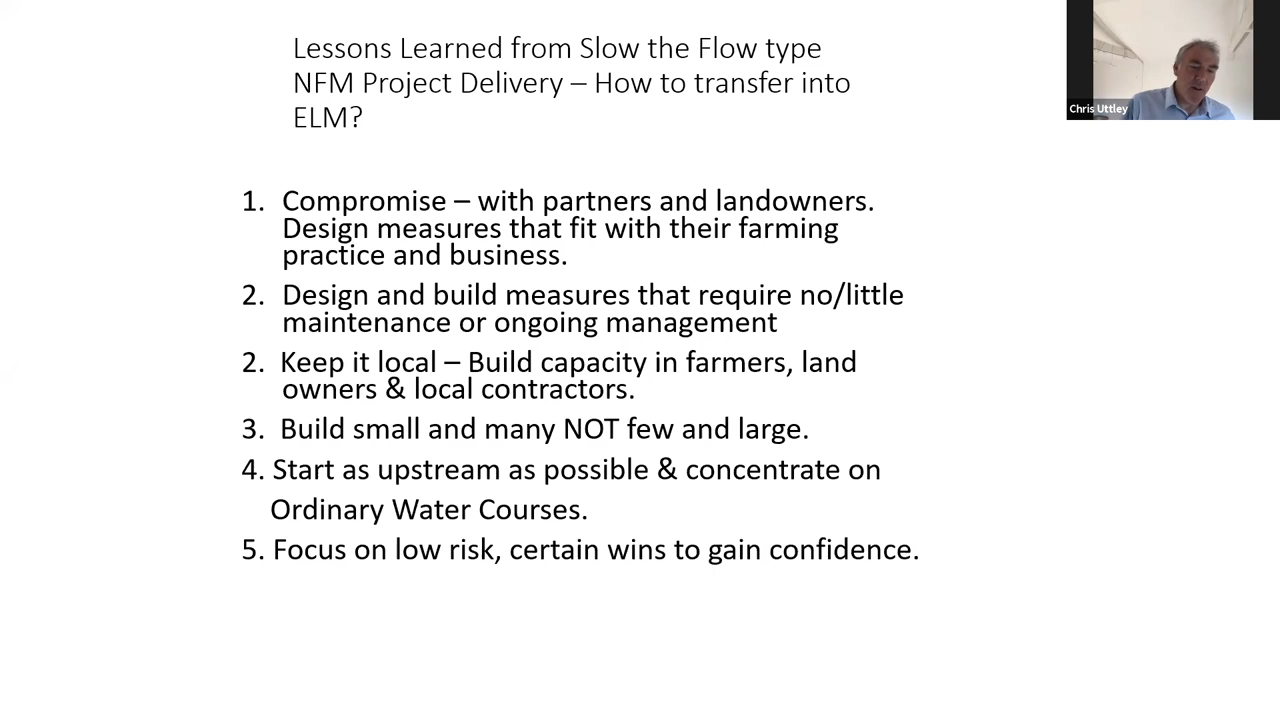 Lessons Learned from Slow the Flow type
NFM Project Delivery – How to transfer into
ELM?
Chris Uttley
1. Compromise – with partners and landowners.
Design measures that fit with their farming
practice and business.
2. Design and build measures that require no/little
maintenance or ongoing management
2. Keep it local – Build capacity in farmers, land
owners & local contractors.
3. Build small and many NOT few and large.
4. Start as upstream as possible & concentrate on
Ordinary Water Courses.
5. Focus on low risk, certain wins to gain confidence.